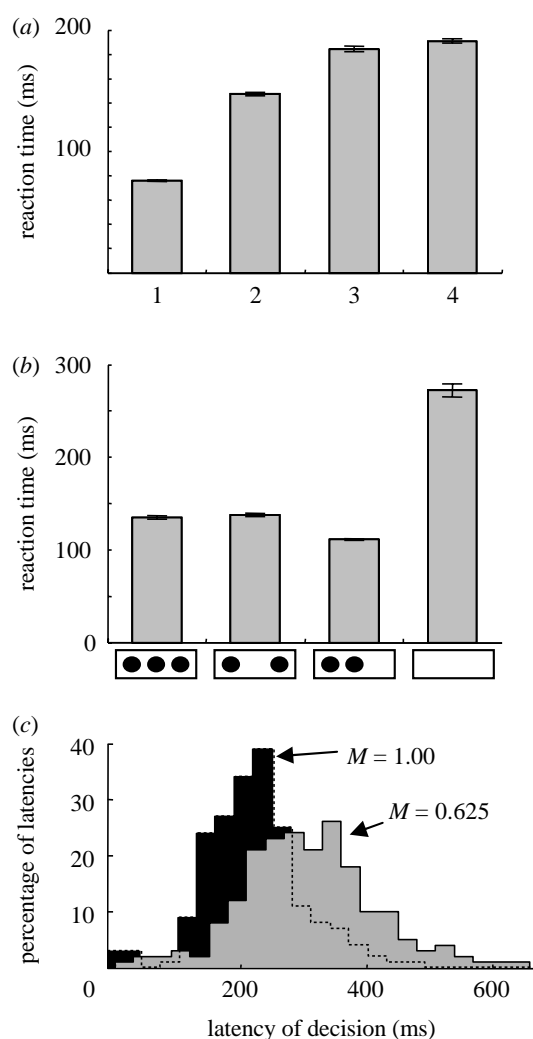 (a)
200
100
reaction time (ms)
1 2 3 4
(b)
300
200
100
0
reaction time (ms)
(c)
40
30
20
10
0
percentage of latencies
M = 1.00
M = 0.625
200 400 600
latency of decision (ms)